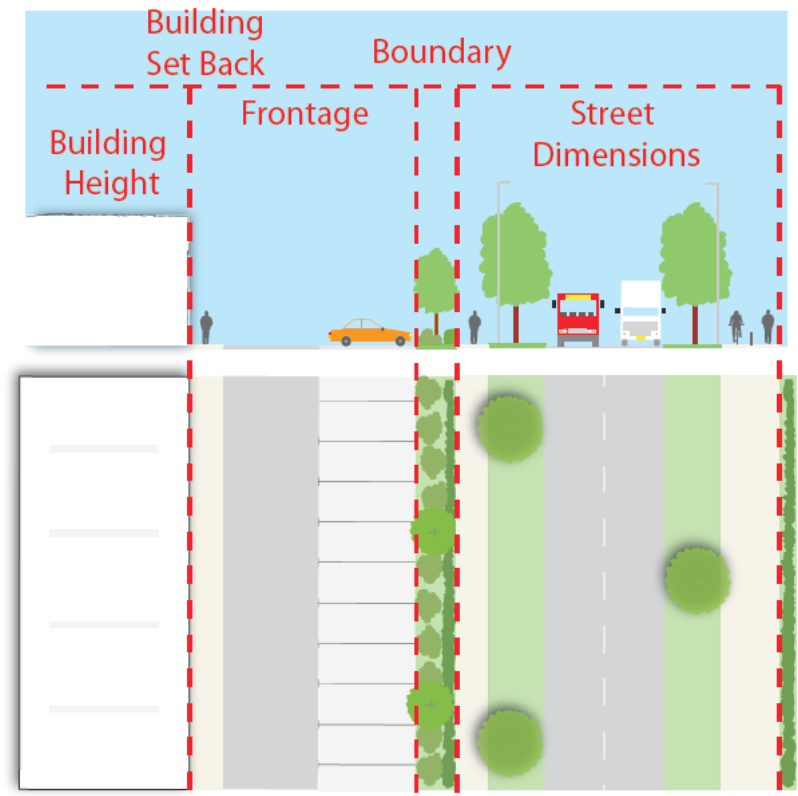 Building
Set Back
Boundary
Frontage
Street
Dimensions
Building
Height